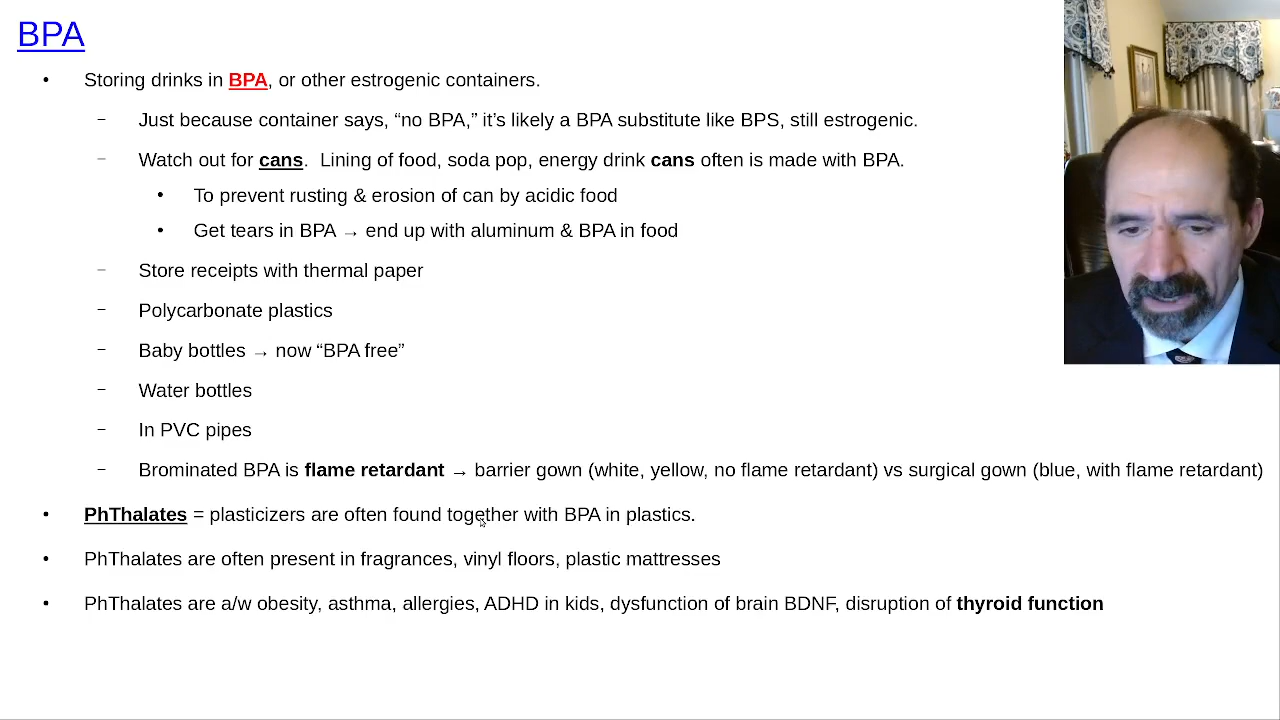 BPA
• Storing drinks in BPA, or other estrogenic containers.
– Just because container says, “no BPA,” it’s likely a BPA substitute like BPS, still estrogenic.
– Watch out for cans.  Lining of food, soda pop, energy drink cans often is made with BPA.
• To prevent rusting & erosion of can by acidic food
• Get tears in BPA → end up with aluminum & BPA in food
– Store receipts with thermal paper
– Polycarbonate plastics
– Baby bottles → now “BPA free”
– Water bottles
– In PVC pipes
– Brominated BPA is flame retardant → barrier gown (white, yellow, no flame retardant) vs surgical gown (blue, with flame retardant)
• PhThalates = plasticizers are often found together with BPA in plastics.
• PhThalates are often present in fragrances, vinyl floors, plastic mattresses
• PhThalates are a/w obesity, asthma, allergies, ADHD in kids, dysfunction of brain BDNF, disruption of thyroid function